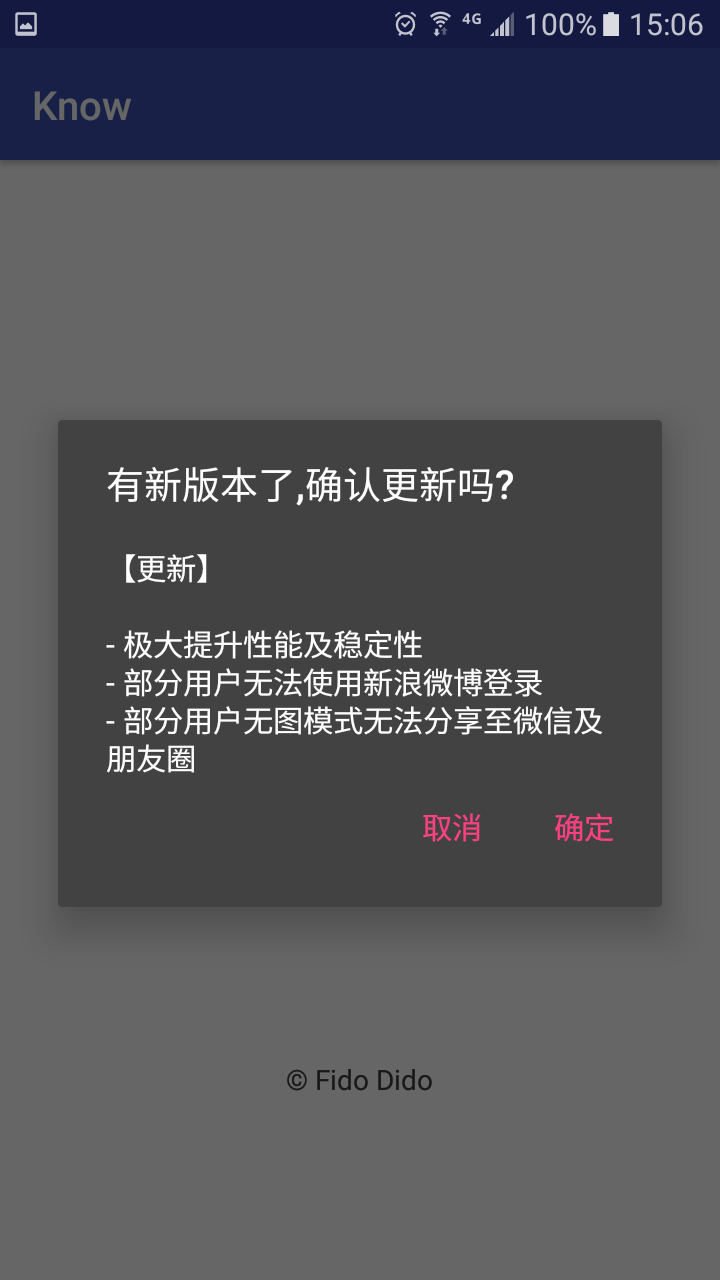 4G 100% 15:06
Know
有新版本了,确认更新吗?
【更新】
- 极大提升性能及稳定性
- 部分用户无法使用新浪微博登录
- 部分用户无图模式无法分享至微信及
朋友圈
取消 确定
© Fido Dido